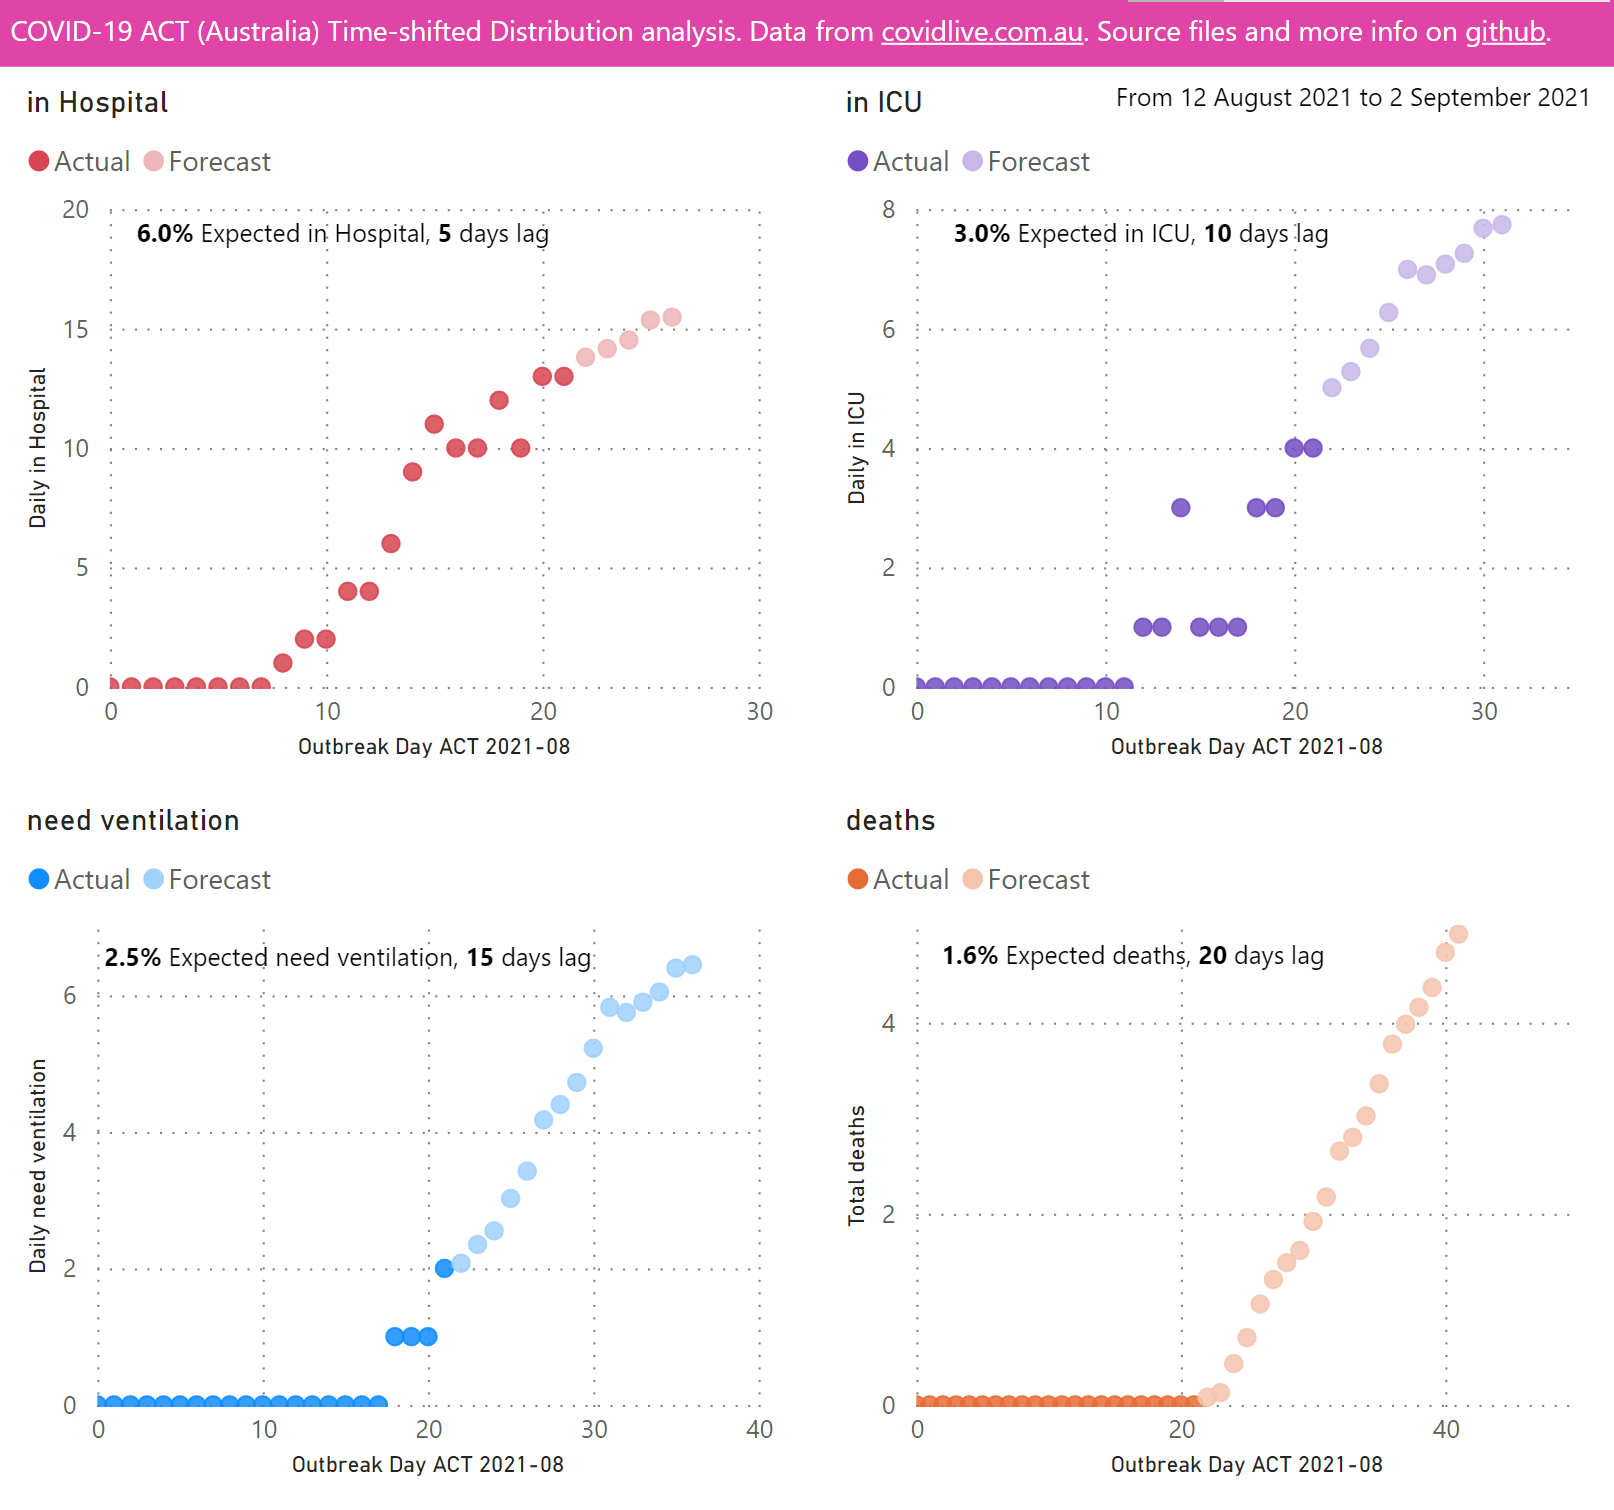 COVID-19 ACT (Australia) Time-shifted Distribution analysis. Data from covidlive.com.au. Source files and more info on github.
in Hospital
Actual Forecast
20
15
10
5
0
6.0% Expected in Hospital, 5 days lag
Daily in Hospital
0 10 20 30
Outbreak Day ACT 2021-08
in ICU
From 12 August 2021 to 2 September 2021
Actual Forecast
8
6
4
2
0
3.0% Expected in ICU, 10 days lag
Daily in ICU
0 10 20 30
Outbreak Day ACT 2021-08
need ventilation
Actual Forecast
2.5% Expected need ventilation, 15 days lag
6
4
2
0
Daily need ventilation
0 10 20 30 40
Outbreak Day ACT 2021-08
deaths
Actual Forecast
1.6% Expected deaths, 20 days lag
4
2
0
Total deaths
0 20 40
Outbreak Day ACT 2021-08